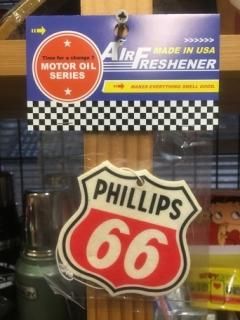 Time for a change !
MOTOR OIL
SERIES
AIR FRESHENER
MADE IN USA
MAKES EVERYTHING SMELL GOOD.
PHILLIPS
66